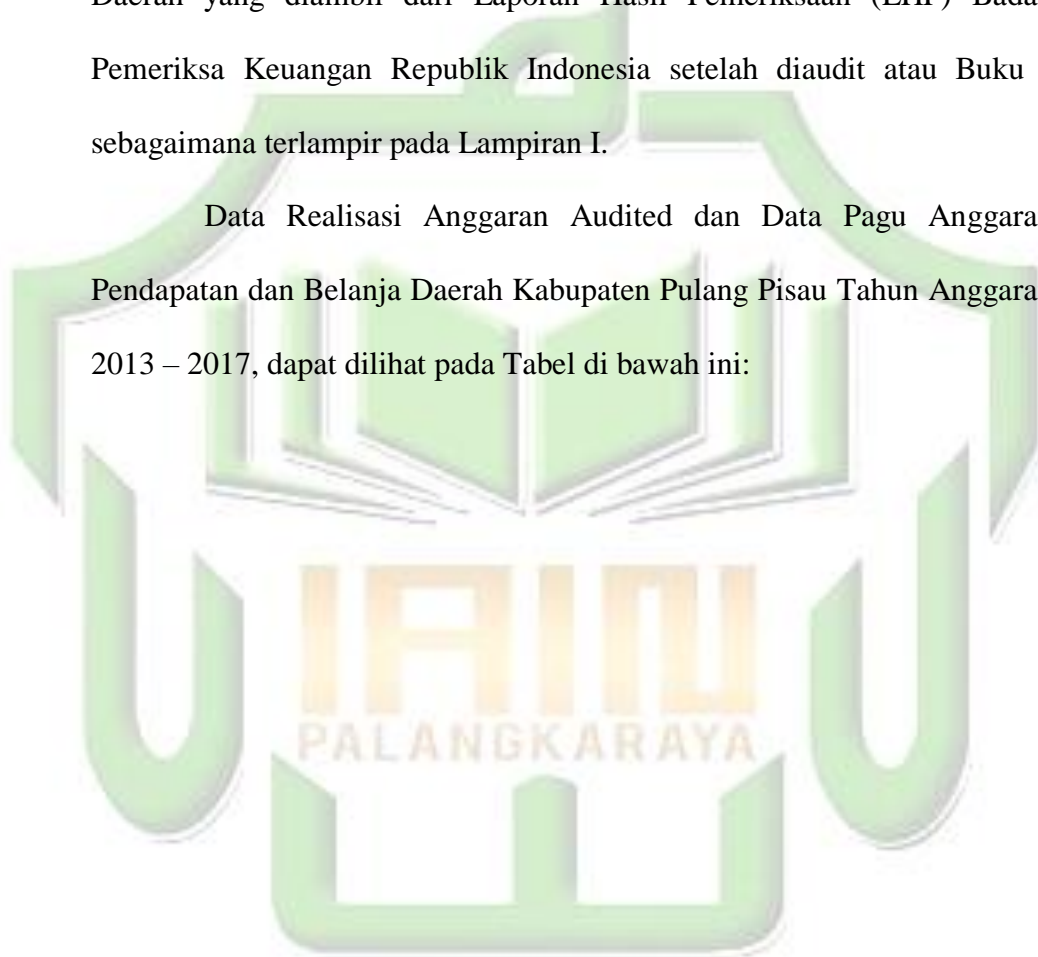 Daerah yang diambil dari Laporan Hasil Pemeriksaan (LHP) Bada
Pemeriksa Keuangan Republik Indonesia setelah diaudit atau Buku
sebagaimana terlampir pada Lampiran I.
Data Realisasi Anggaran Audited dan Data Pagu Anggara
Pendapatan dan Belanja Daerah Kabupaten Pulang Pisau Tahun Anggara
2013 – 2017, dapat dilihat pada Tabel di bawah ini:
IAIN
PALANGKARAYA